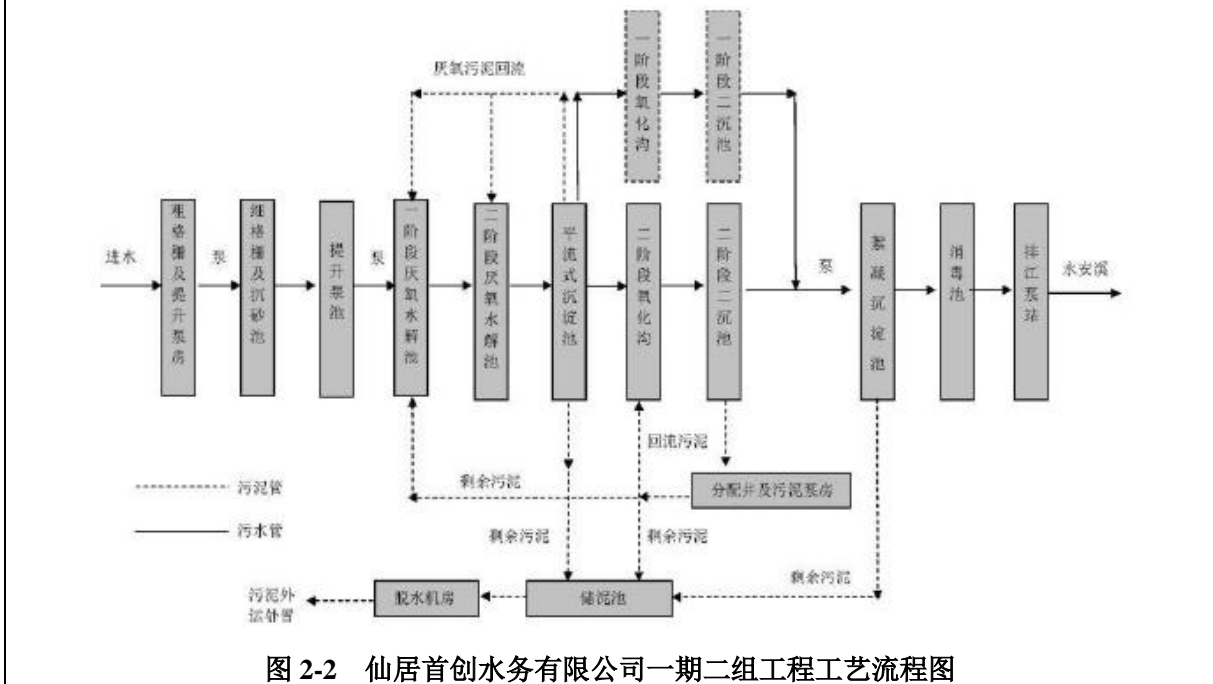 厌氧污泥回流
一阶段氧化沟
一阶段二沉池
进水
粗格栅及提升泵房
泵
细格栅及沉砂池
提升泵池
泵
一阶段厌氧水解池
二阶段厌氧水解池
平流式沉淀池
二阶段氧化沟
二阶段二沉池
泵
絮凝沉淀池
消毒池
排江泵站
永安溪
回流污泥
污泥管
剩余污泥
分配井及污泥泵房
污水管
剩余污泥
剩余污泥
剩余污泥
污泥外
运处置
脱水机房
储泥池
图 2-2 仙居首创水务有限公司一期二组工程工艺流程图